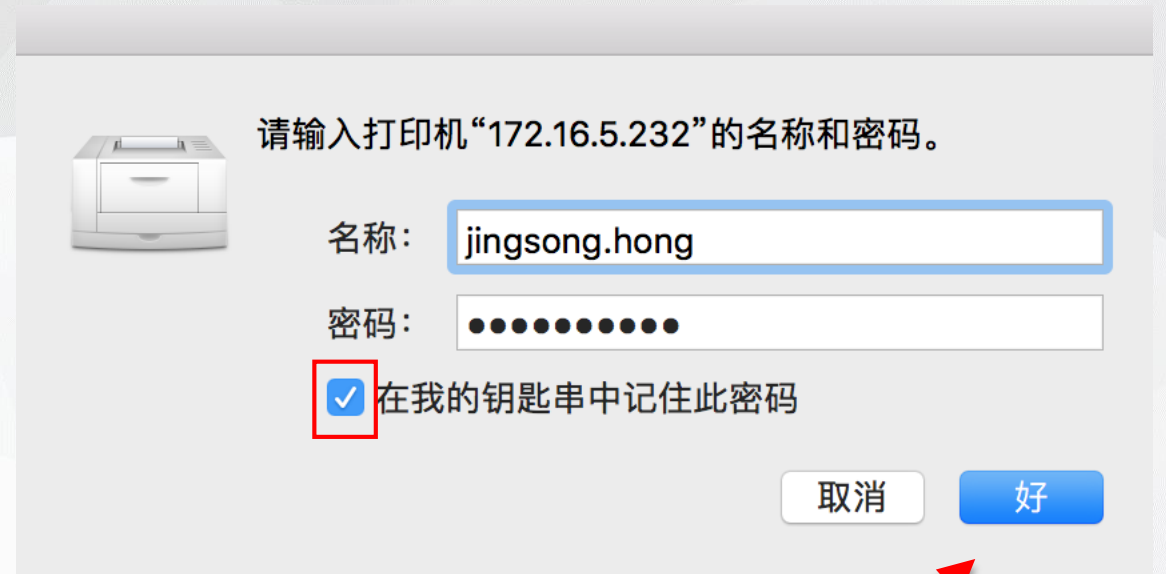 请输入打印机“172.16.5.232”的名称和密码。
名称： jingsong.hong
密码： ●●●●●●●●●●
在我的钥匙串中记住此密码
取消 好